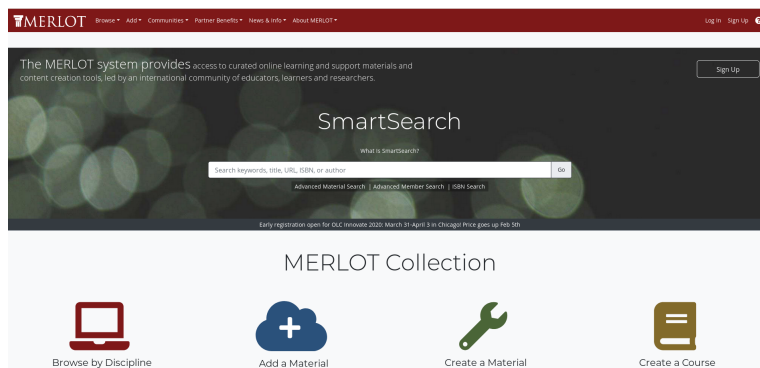 MERLOT Browse Add Communities Partner Benefits News & Info About MERLOT Log In Sign Up ?
The MERLOT system provides access to curated online learning and support materials and
content creation tools, led by an international community of educators, learners and researchers.
Sign Up
SmartSearch
What is SmartSearch?
Search keywords, title, URL, ISBN, or author Go
Advanced Material Search | Advanced Member Search | ISBN Search
Early registration open for OLC Innovate 2020: March 31-April 3 in Chicago! Price goes up Feb 5th
MERLOT Collection
Browse by Discipline Add a Material Create a Material Create a Course